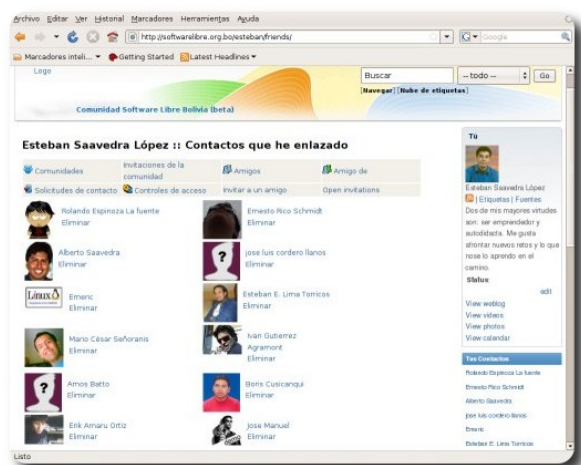 Archivo Editar Ver Historial Marcadores Herramientas Ayuda
http://softwarelibre.org.bo/esteban/friends/
Google
Marcadores inteli... Getting Started Latest Headlines
Logo
Buscar -- todo -- Go
[Navegar] [Nube de etiquetas]
Comunidad Software Libre Bolivia (beta)
Esteban Saavedra López :: Contactos que he enlazado
Comunidades Invitaciones de la comunidad Amigos Amigo de
Solicitudes de contacto Controles de acceso Invitar a un amigo Open invitations
Rolando Espinoza La fuente
Eliminar
Ernesto Rico Schmidt
Eliminar
Alberto Saavedra
Eliminar
jose luis cordero llanos
Eliminar
Linux
Emeric
Eliminar
Esteban E. Lima Torricos
Eliminar
Mario César Señoranis
Eliminar
Ivan Gutierrez
Agramont
Eliminar
Amos Batto
Eliminar
Boris Cusicanqui
Eliminar
Erik Amaru Ortiz
Eliminar
Jose Manuel
Eliminar
Tú
Esteban Saavedra López
| Etiquetas | Fuentes
Dos de mis mayores virtudes
son: ser emprendedor y
autodidacta. Me gusta
afrontar nuevos retos y lo que
nose lo aprendo en el
camino.
Status:
edit
View weblog
View videos
View photos
View calendar
Tus Contactos
Rolando Espinoza La fuente
Ernesto Rico Schmidt
Alberto Saavedra
jose luis cordero llanos
Emeric
Esteban E. Lima Torricos
Listo